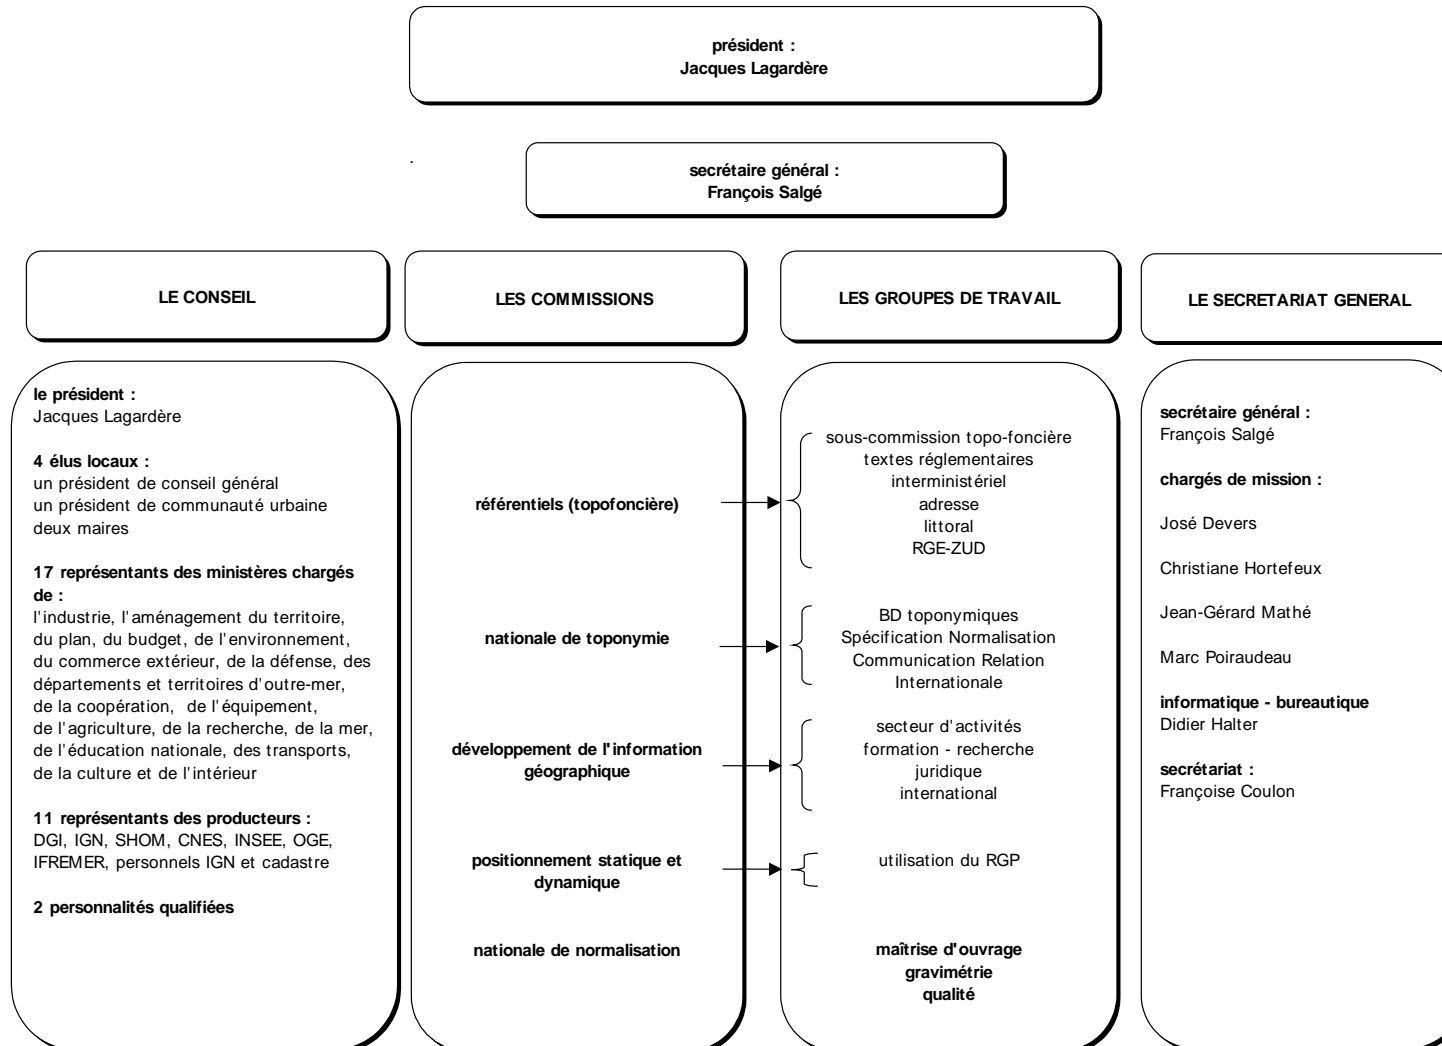 président :
Jacques Lagardère
.
secrétaire général :
François Salgé
LE CONSEIL
LES COMMISSIONS
LES GROUPES DE TRAVAIL
LE SECRETARIAT GENERAL
le président :
Jacques Lagardère
4 élus locaux :
un président de conseil général
un président de communauté urbaine
deux maires
17 représentants des ministères chargés
de :
l'industrie, l'aménagement du territoire,
du plan, du budget, de l'environnement,
du commerce extérieur, de la défense, des
départements et territoires d'outre-mer,
de la coopération, de l'équipement,
de l'agriculture, de la recherche, de la mer,
de l'éducation nationale, des transports,
de la culture et de l'intérieur
11 représentants des producteurs :
DGI, IGN, SHOM, CNES, INSEE, OGE,
IFREMER, personnels IGN et cadastre
2 personnalités qualifiées
référentiels (topofoncière)
nationale de toponymie
développement de l'information
géographique
positionnement statique et
dynamique
nationale de normalisation
sous-commission topo-foncière
textes réglementaires
interministériel
adresse
littoral
RGE-ZUD
BD toponymiques
Spécification Normalisation
Communication Relation
Internationale
secteur d'activités
formation - recherche
juridique
international
utilisation du RGP
maîtrise d'ouvrage
gravimétrie
qualité
secrétaire général :
François Salgé
chargés de mission :
José Devers
Christiane Hortefeux
Jean-Gérard Mathé
Marc Poiraudeau
informatique - bureautique
Didier Halter
secrétariat :
Françoise Coulon